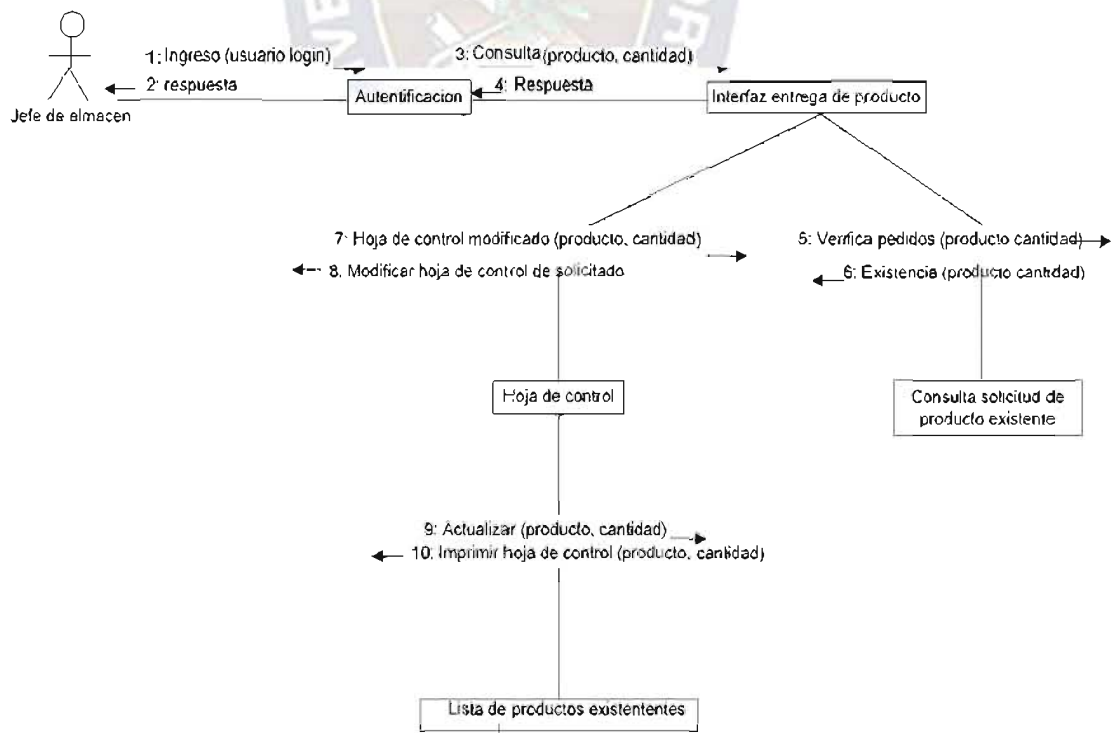 1: Ingreso (usuario login)
3: Consulta (producto, cantidad)
2: respuesta
4: Respuesta
Jefe de almacen
Autentificacion
Interfaz entrega de producto
7: Hoja de control modificado (producto, cantidad)
5: Verifica pedidos (producto cantidad)
8. Modificar hoja de control de solicitado
6: Existencia (producto cantidad)
Hoja de control
Consulta solicitud de
producto existente
9: Actualizar (producto, cantidad)
10: Imprimir hoja de control (producto, cantidad)
Lista de productos existententes